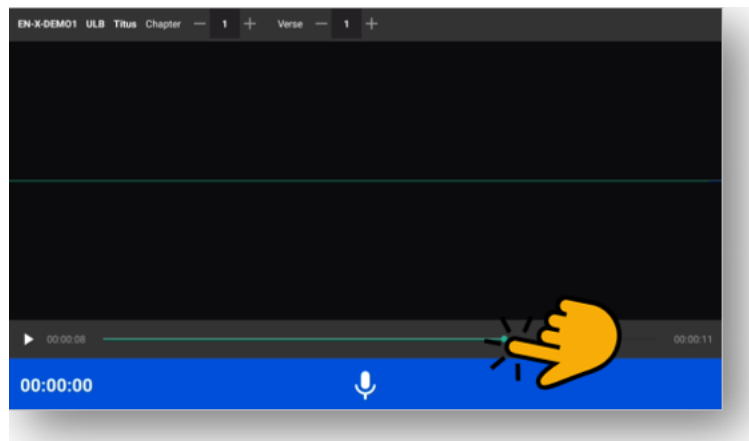 EN-X-DEMO1 ULB Titus Chapter — 1 + Verse — 1 +
00:00:08 00:00:11
00:00:00